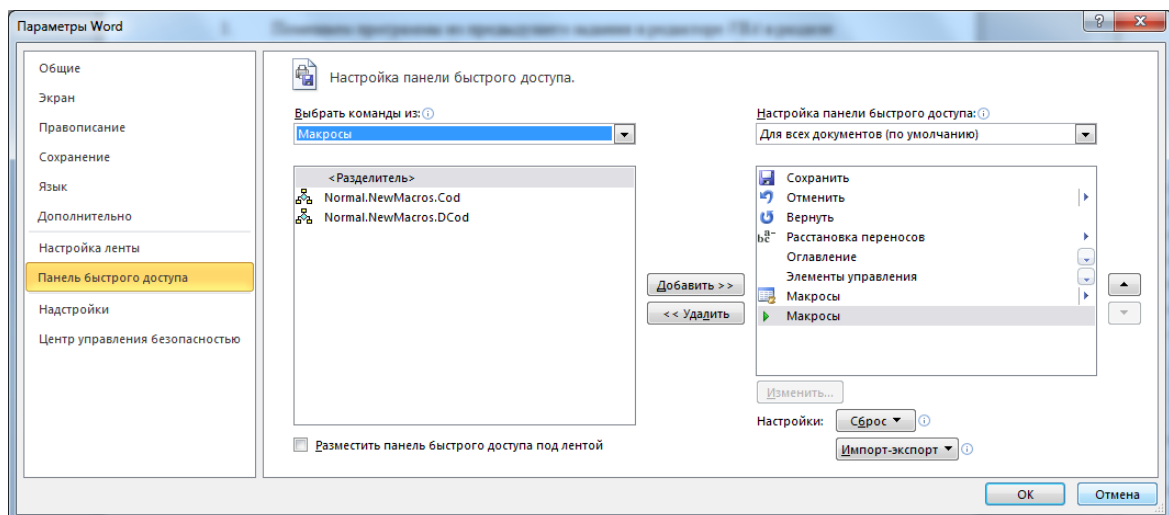 Параметры Word
Общие
Экран
Правописание
Сохранение
Язык
Дополнительно
Настройка ленты
Панель быстрого доступа
Надстройки
Центр управления безопасностью
Настройка панели быстрого доступа.
Выбрать команды из:
Макросы
<Разделитель>
Normal.NewMacros.Cod
Normal.NewMacros.DCod
Разместить панель быстрого доступа под лентой
Добавить >>
<< Удалить
Настройка панели быстрого доступа:
Для всех документов (по умолчанию)
Сохранить
Отменить
Вернуть
Расстановка переносов
Оглавление
Элементы управления
Макросы
Макросы
Изменить...
Настройки: Сброс
Импорт-экспорт
ОК Отмена